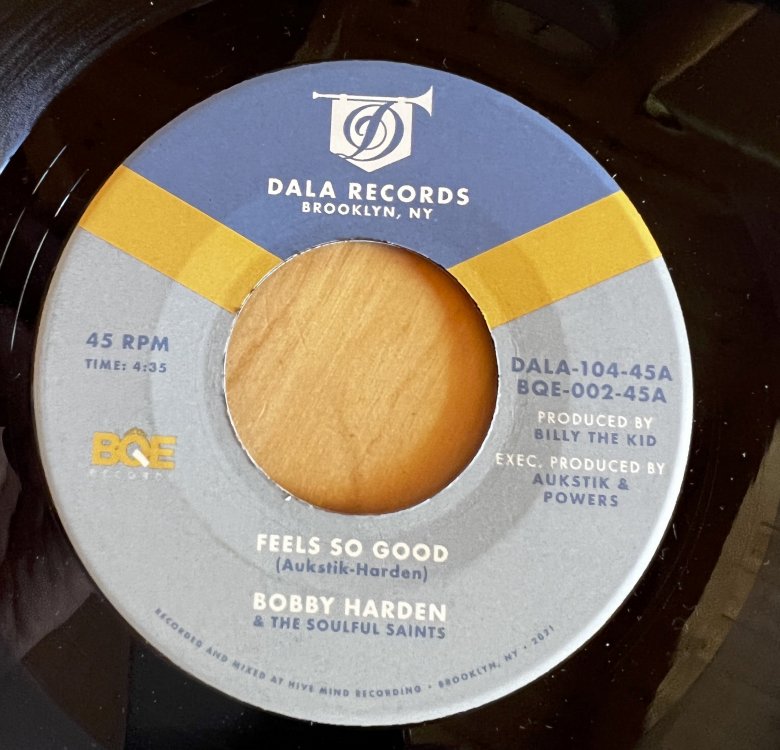 D
DALA RECORDS
BROOKLYN, NY
45 RPM
TIME: 4:35
BQE
RECORDS
DALA-104-45A
BQE-002-45A
PRODUCED BY
BILLY THE KID
EXEC. PRODUCED BY
AUKSTIK &
POWERS
FEELS SO GOOD
(Aukstik-Harden)
BOBBY HARDEN
& THE SOULFUL SAINTS
RECORDED AND MIXED AT HIVE MIND RECORDING • BROOKLYN, NY • 2021